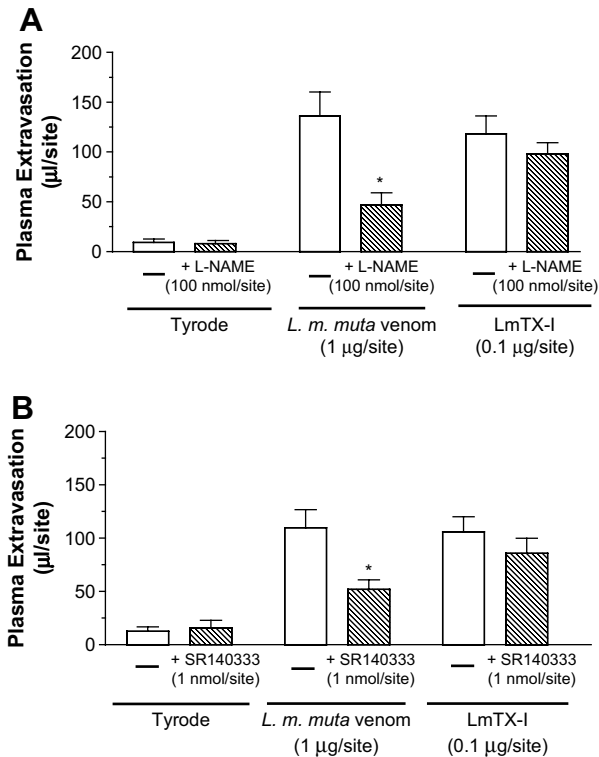 A
Plasma Extravasation
(µl/site)
200
150
100
50
0
*
— + L-NAME — + L-NAME — + L-NAME
(100 nmol/site) (100 nmol/site) (100 nmol/site)
Tyrode L. m. muta venom LmTX-I
(1 µg/site) (0.1 µg/site)
B
Plasma Extravasation
(µl/site)
200
150
100
50
0
*
— + SR140333 — + SR140333 — + SR140333
(1 nmol/site) (1 nmol/site) (1 nmol/site)
Tyrode L. m. muta venom LmTX-I
(1 µg/site) (0.1 µg/site)